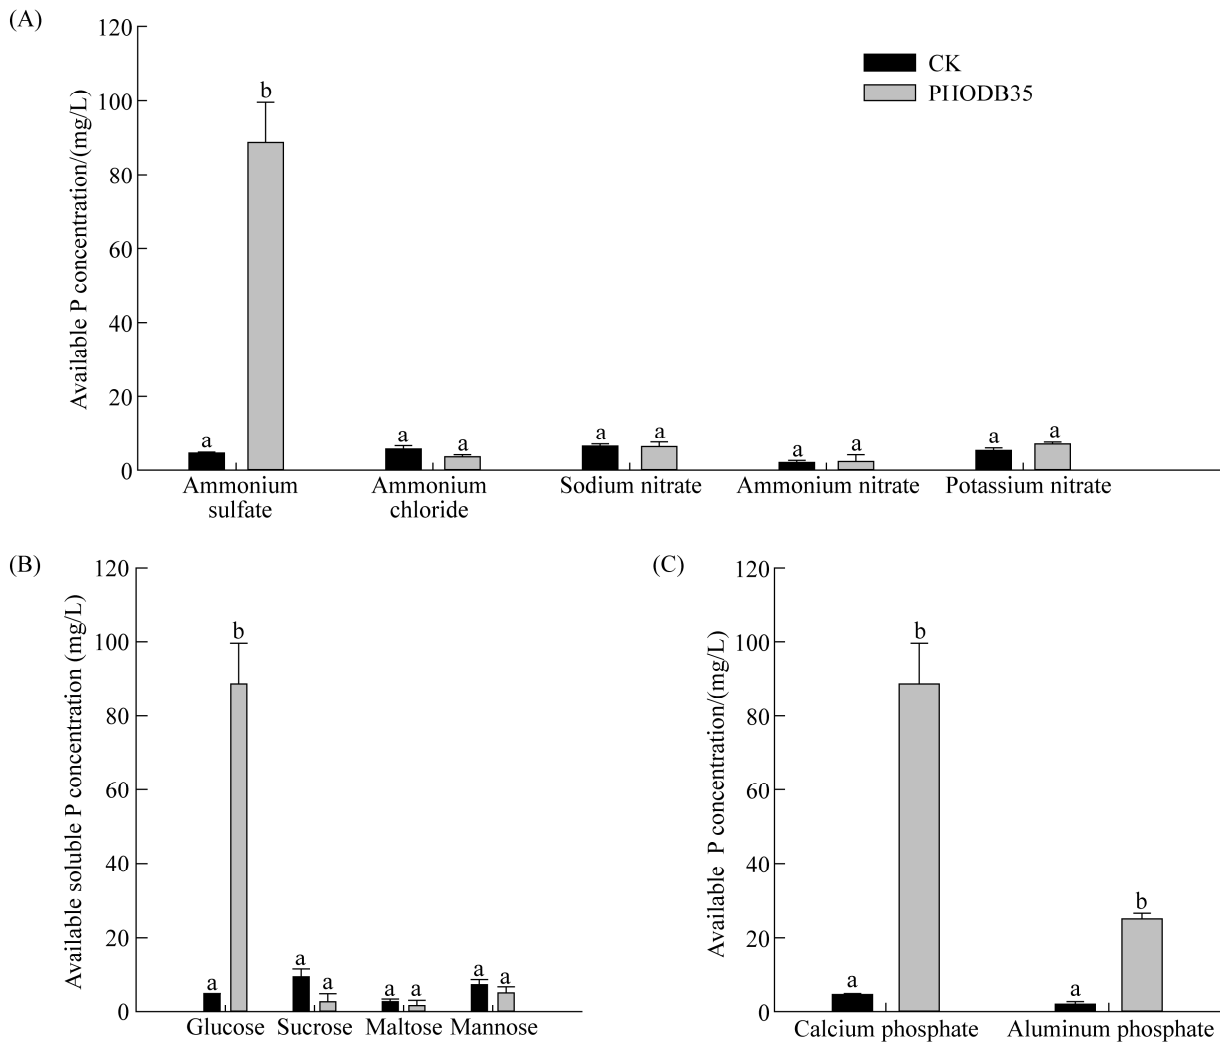 (A)
Available P concentration/(mg/L)
120
100
80
60
40
20
0
CK
PHODB35
a
b
a
a
a
a
a
a
a
a
Ammonium
sulfate
Ammonium
chloride
Sodium nitrate
Ammonium nitrate
Potassium nitrate
(B)
Available soluble P concentration (mg/L)
120
100
80
60
40
20
0
a
b
a
a
a
a
a
a
Glucose
Sucrose
Maltose
Mannose
(C)
Available P concentration/(mg/L)
120
100
80
60
40
20
0
a
b
a
b
Calcium phosphate
Aluminum phosphate